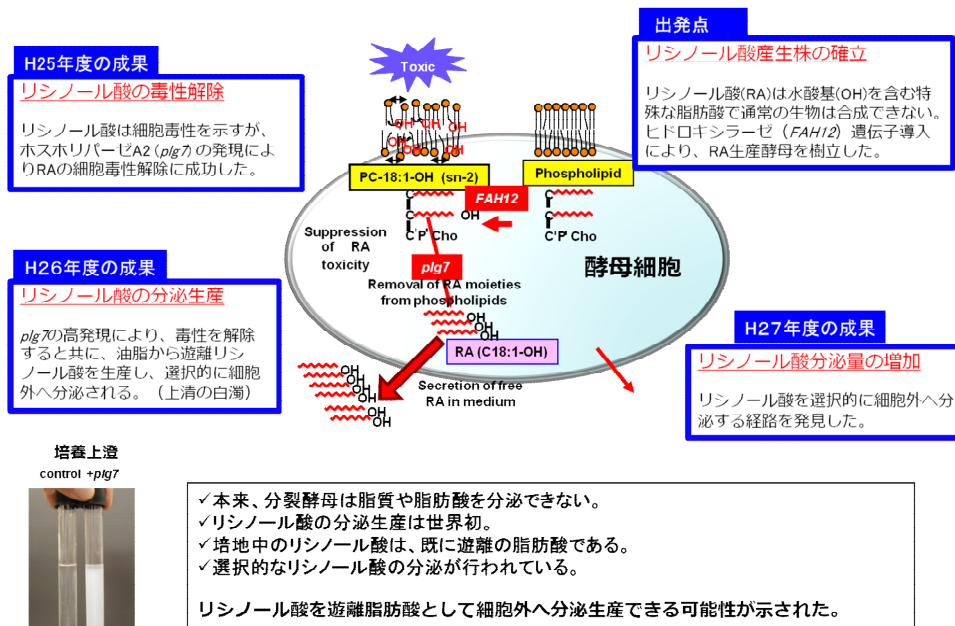 出発点
リシノール酸産生株の確立
リシノール酸(RA)は水酸基(OH)を含む特
殊な脂肪酸で通常の生物は合成できない。
ヒドロキシラーゼ(FAH12)遺伝子導入
により、RA生産酵母を樹立した。
H25年度の成果
リシノール酸の毒性解除
リシノール酸は細胞毒性を示すが、
ホスホリパーゼA2(plg7)の発現によ
りRAの細胞毒性解除に成功した。
Toxic
OH OH OH
OH OH
PC-18:1-OH (sn-2)
Phospholipid
FAH12
C
C OH
C P Cho
C
C
C P Cho
Suppression
of RA
toxicity
plg7
Removal of RA moieties
from phospholipids
酵母細胞
OH
OH
OH
RA (C18:1-OH)
OH
OH
OH
OH
OH
OH
Secretion of free
RA in medium
H26年度の成果
リシノール酸の分泌生産
plg7の高発現により、毒性を解除
すると共に、油脂から遊離リシ
ノール酸を生産し、選択的に細胞
外へ分泌される。(上清の白濁)
H27年度の成果
リシノール酸分泌量の増加
リシノール酸を選択的に細胞外へ分
泌する経路を発見した。
培養上澄
control +plg7
✓本来、分裂酵母は脂質や脂肪酸を分泌できない。
✓リシノール酸の分泌生産は世界初。
✓培地中のリシノール酸は、既に遊離の脂肪酸である。
✓選択的なリシノール酸の分泌が行われている。
リシノール酸を遊離脂肪酸として細胞外へ分泌生産できる可能性が示された。